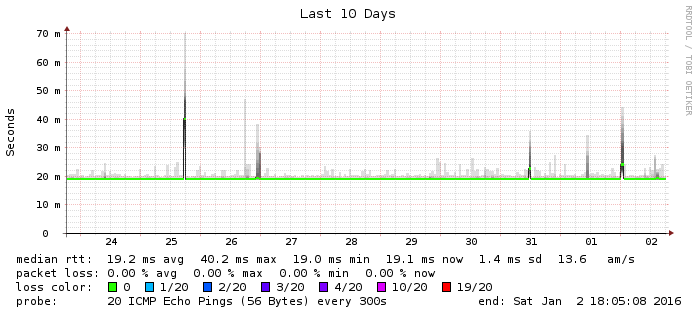 Last 10 Days
RRDTOOL / TOBI OETIKER
Seconds
70 m
60 m
50 m
40 m
30 m
20 m
10 m
0
24 25 26 27 28 29 30 31 01 02
median rtt: 19.2 ms avg 40.2 ms max 19.0 ms min 19.1 ms now 1.4 ms sd 13.6 am/s
packet loss: 0.00 % avg 0.00 % max 0.00 % min 0.00 % now
loss color: 0 1/20 2/20 3/20 4/20 10/20 19/20
probe: 20 ICMP Echo Pings (56 Bytes) every 300s end: Sat Jan 2 18:05:08 2016